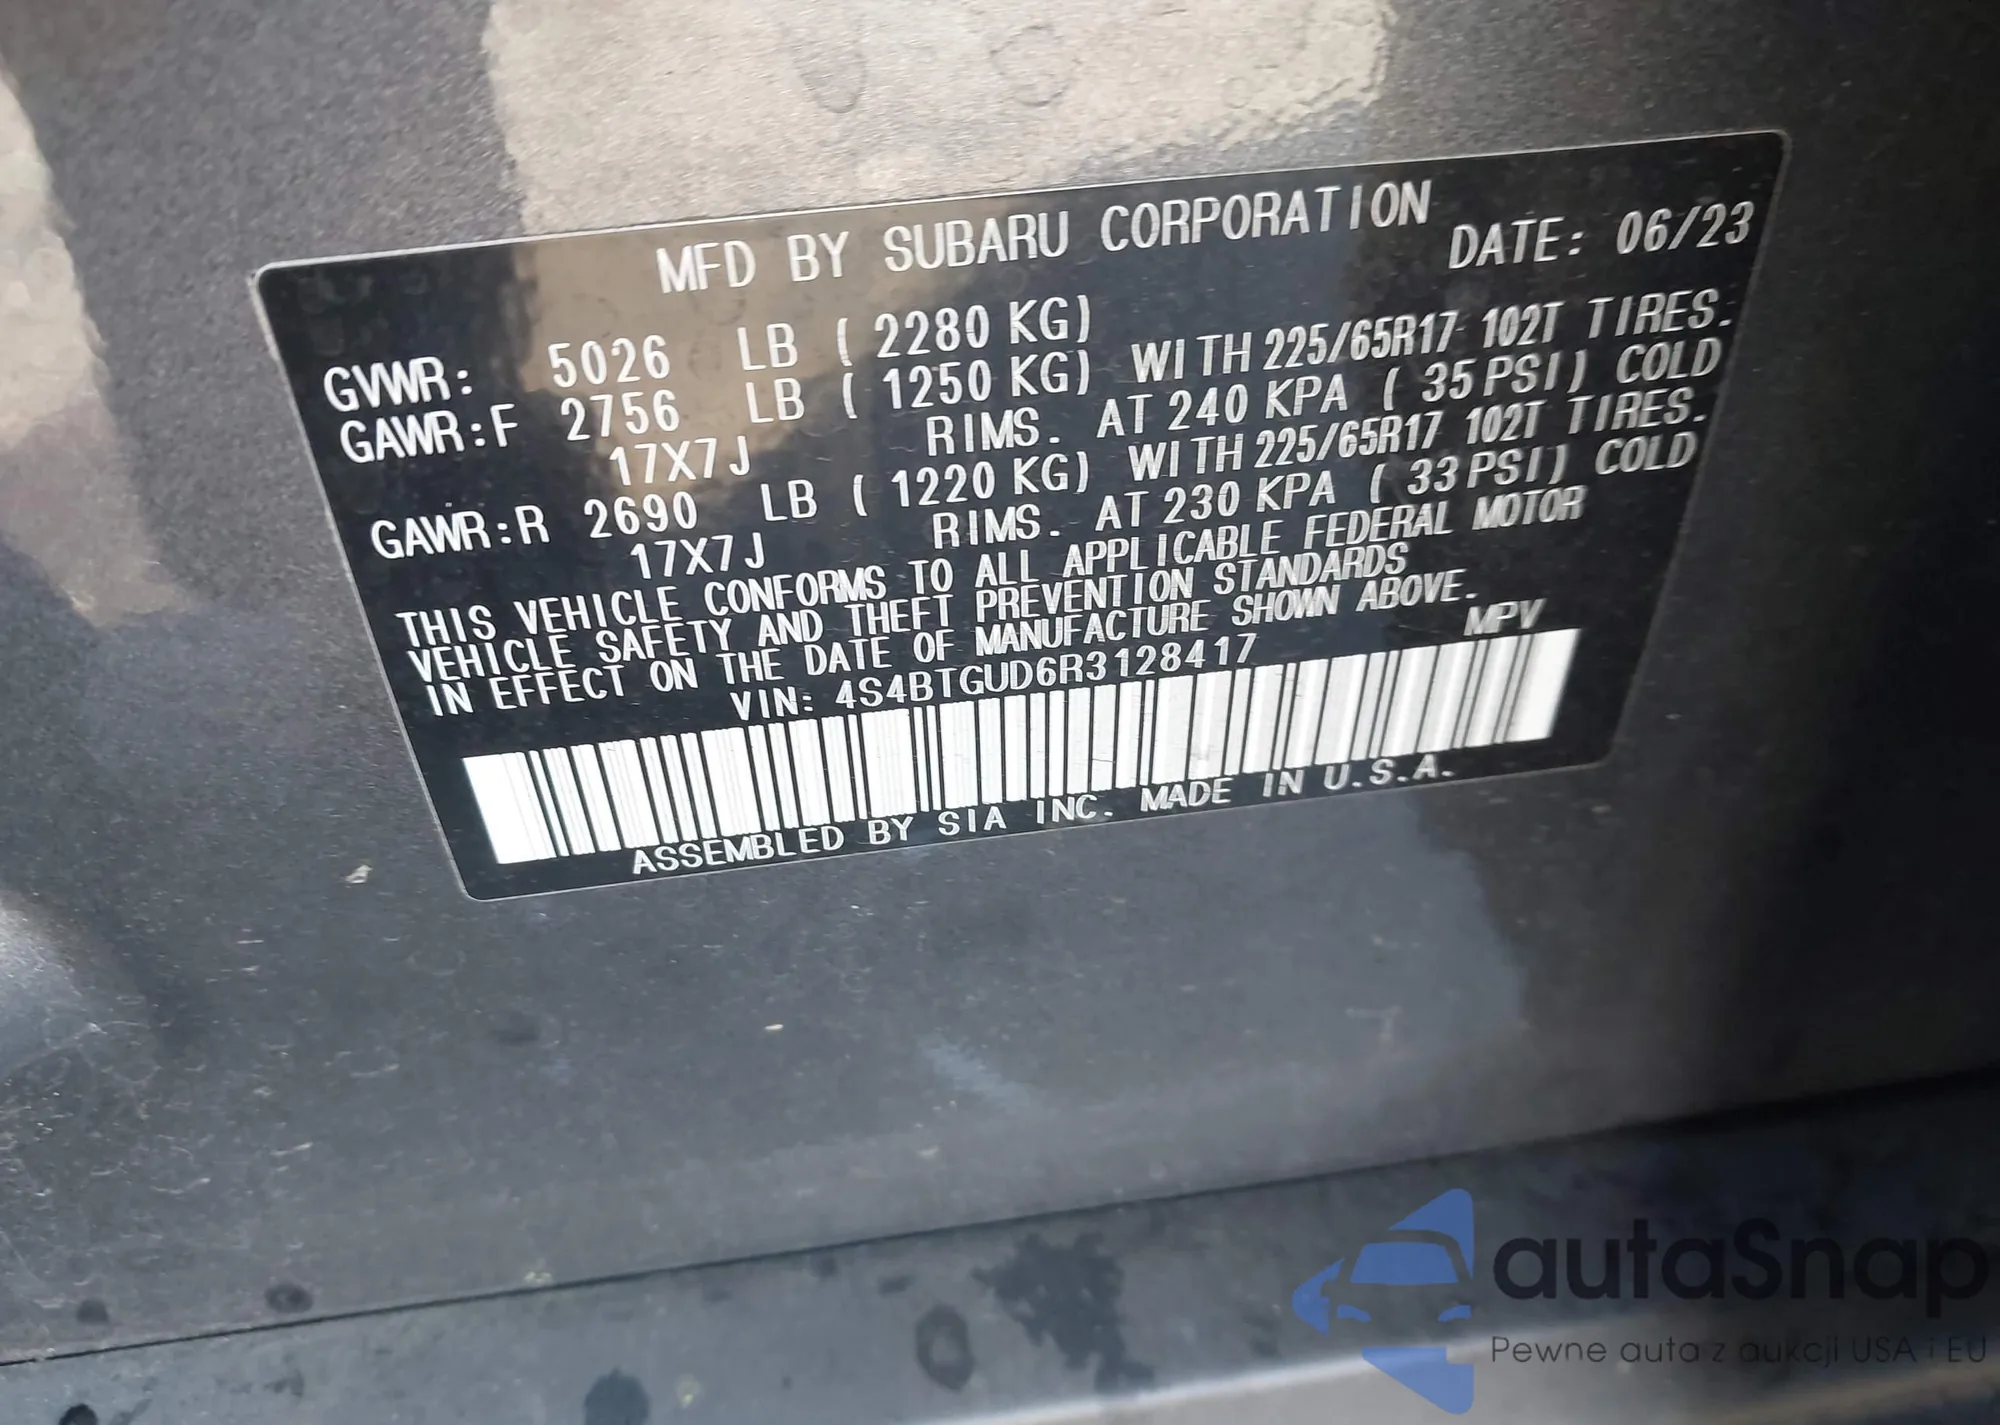 MFD BY SUBARU CORPORATION
DATE: 06/23
GVWR: 5026 LB ( 2280 KG)
GAWR:F 2756 LB ( 1250 KG) WITH 225/65R17 102T TIRES.
17X7J RIMS. AT 240 KPA ( 35 PSI) COLD
GAWR:R 2690 LB ( 1220 KG) WITH 225/65R17 102T TIRES.
17X7J RIMS. AT 230 KPA ( 33 PSI) COLD
THIS VEHICLE CONFORMS TO ALL APPLICABLE FEDERAL MOTOR
VEHICLE SAFETY AND THEFT PREVENTION STANDARDS
IN EFFECT ON THE DATE OF MANUFACTURE SHOWN ABOVE.
VIN: 4S4BTGUD6R3128417 MPV
ASSEMBLED BY SIA INC. MADE IN U.S.A.
autaSnap
Pewne auta z aukcji USA i EU